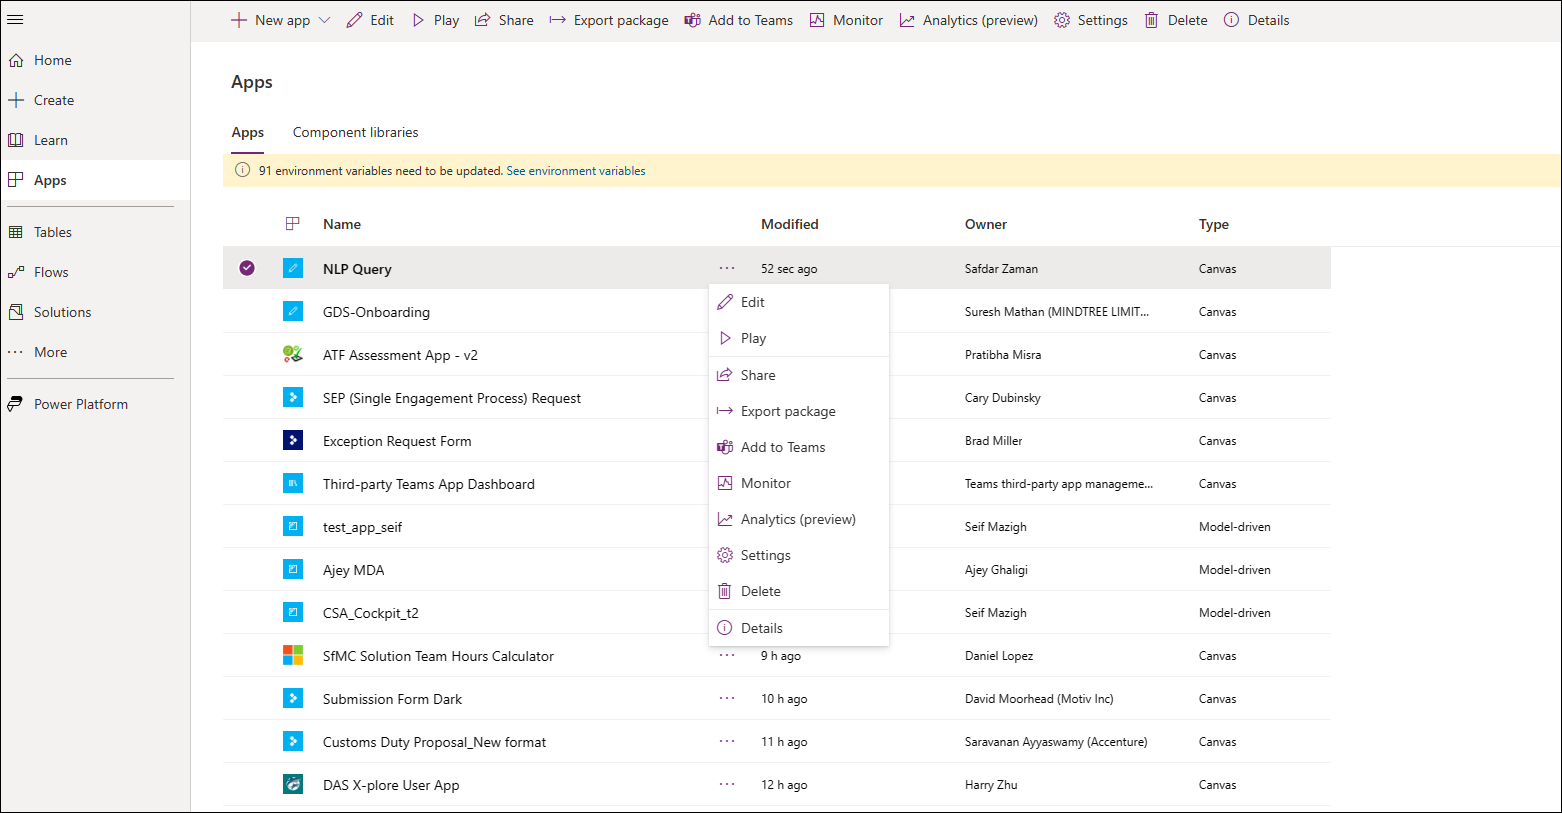 New app Edit Play Share Export package Add to Teams Monitor Analytics (preview) Settings Delete Details
Home
Create
Learn
Apps
Tables
Flows
Solutions
More
Power Platform
Apps
Apps Component libraries
91 environment variables need to be updated. See environment variables
Name Modified Owner Type
NLP Query 52 sec ago Safdar Zaman Canvas
GDS-Onboarding Suresh Mathan (MINDTREE LIMIT... Canvas
ATF Assessment App - v2 Pratibha Misra Canvas
SEP (Single Engagement Process) Request Cary Dubinsky Canvas
Exception Request Form Brad Miller Canvas
Third-party Teams App Dashboard Teams third-party app manageme... Canvas
test_app_seif Seif Mazigh Model-driven
Ajey MDA Ajey Ghaligi Model-driven
CSA_Cockpit_t2 Seif Mazigh Model-driven
SfMC Solution Team Hours Calculator 9 h ago Daniel Lopez Canvas
Submission Form Dark 10 h ago David Moorhead (Motiv Inc) Canvas
Customs Duty Proposal_New format 11 h ago Saravanan Ayyaswamy (Accenture) Canvas
DAS X-plore User App 12 h ago Harry Zhu Canvas
Edit
Play
Share
Export package
Add to Teams
Monitor
Analytics (preview)
Settings
Delete
Details